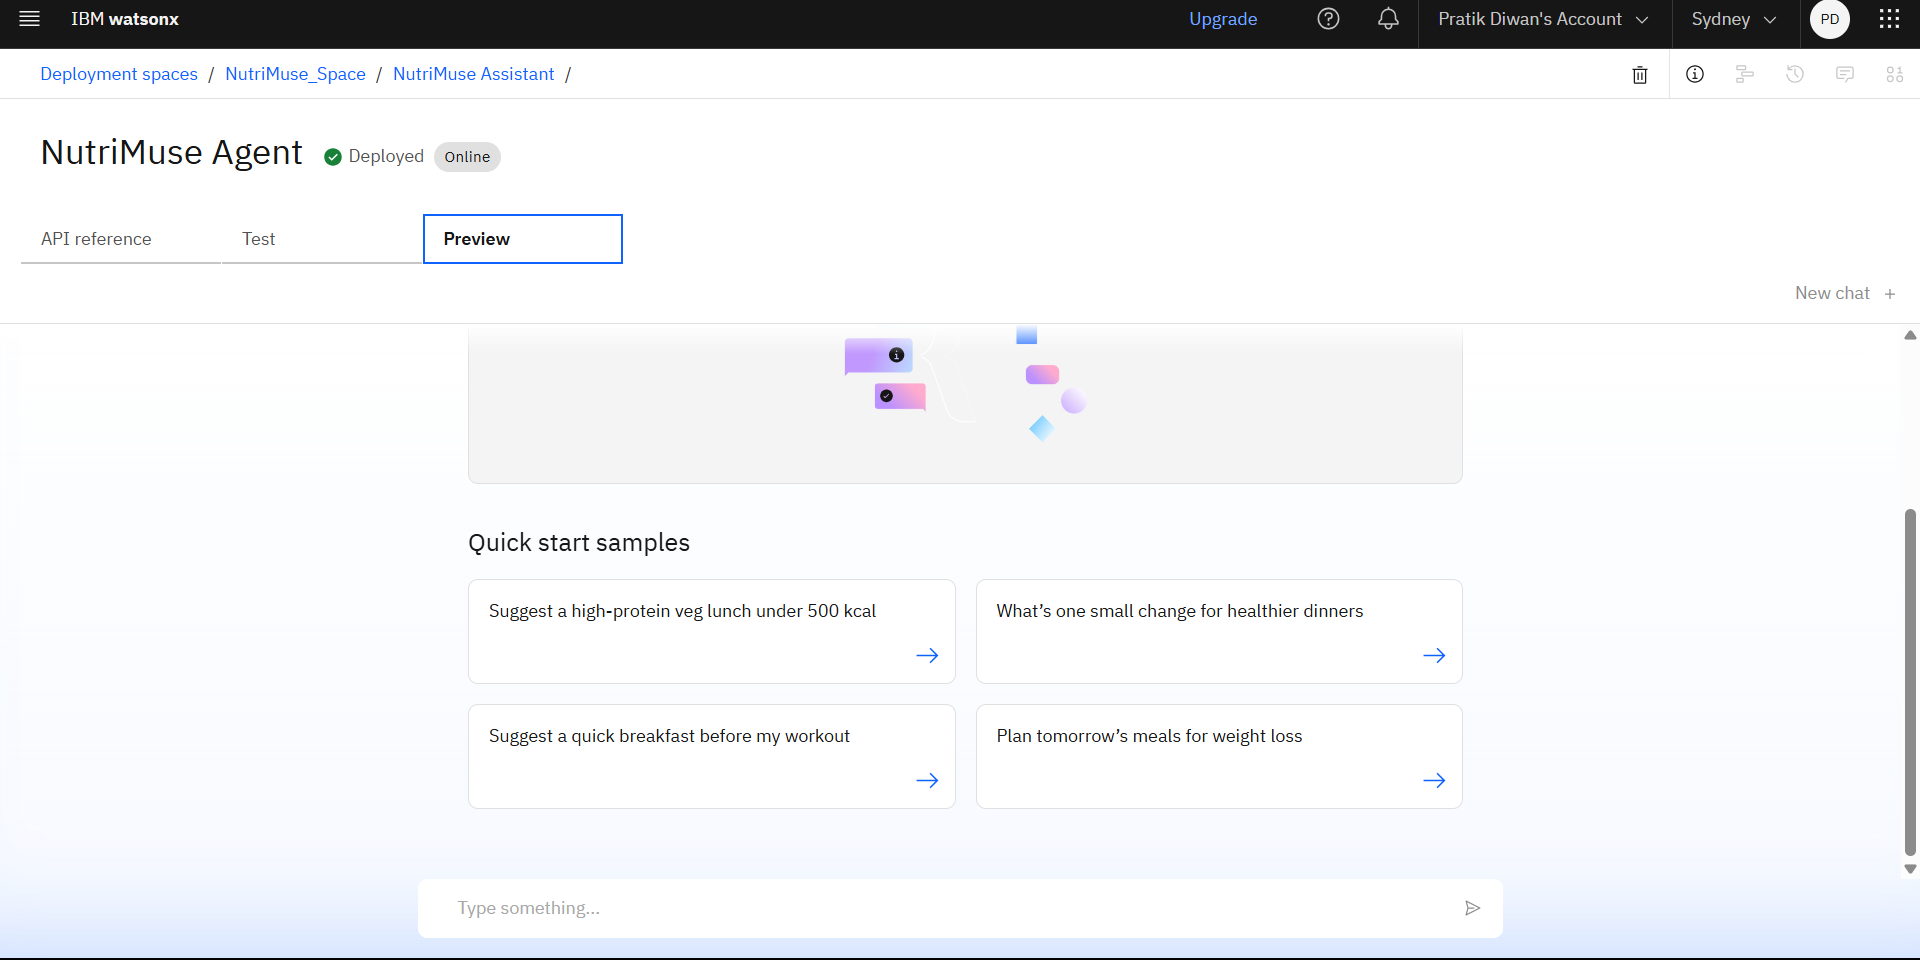 IBM watsonx
Upgrade
Pratik Diwan's Account
Sydney
PD
Deployment spaces / NutriMuse_Space / NutriMuse Assistant /
NutriMuse Agent
Deployed
Online
API reference
Test
Preview
New chat +
Quick start samples
Suggest a high-protein veg lunch under 500 kcal
What’s one small change for healthier dinners
Suggest a quick breakfast before my workout
Plan tomorrow’s meals for weight loss
Type something...